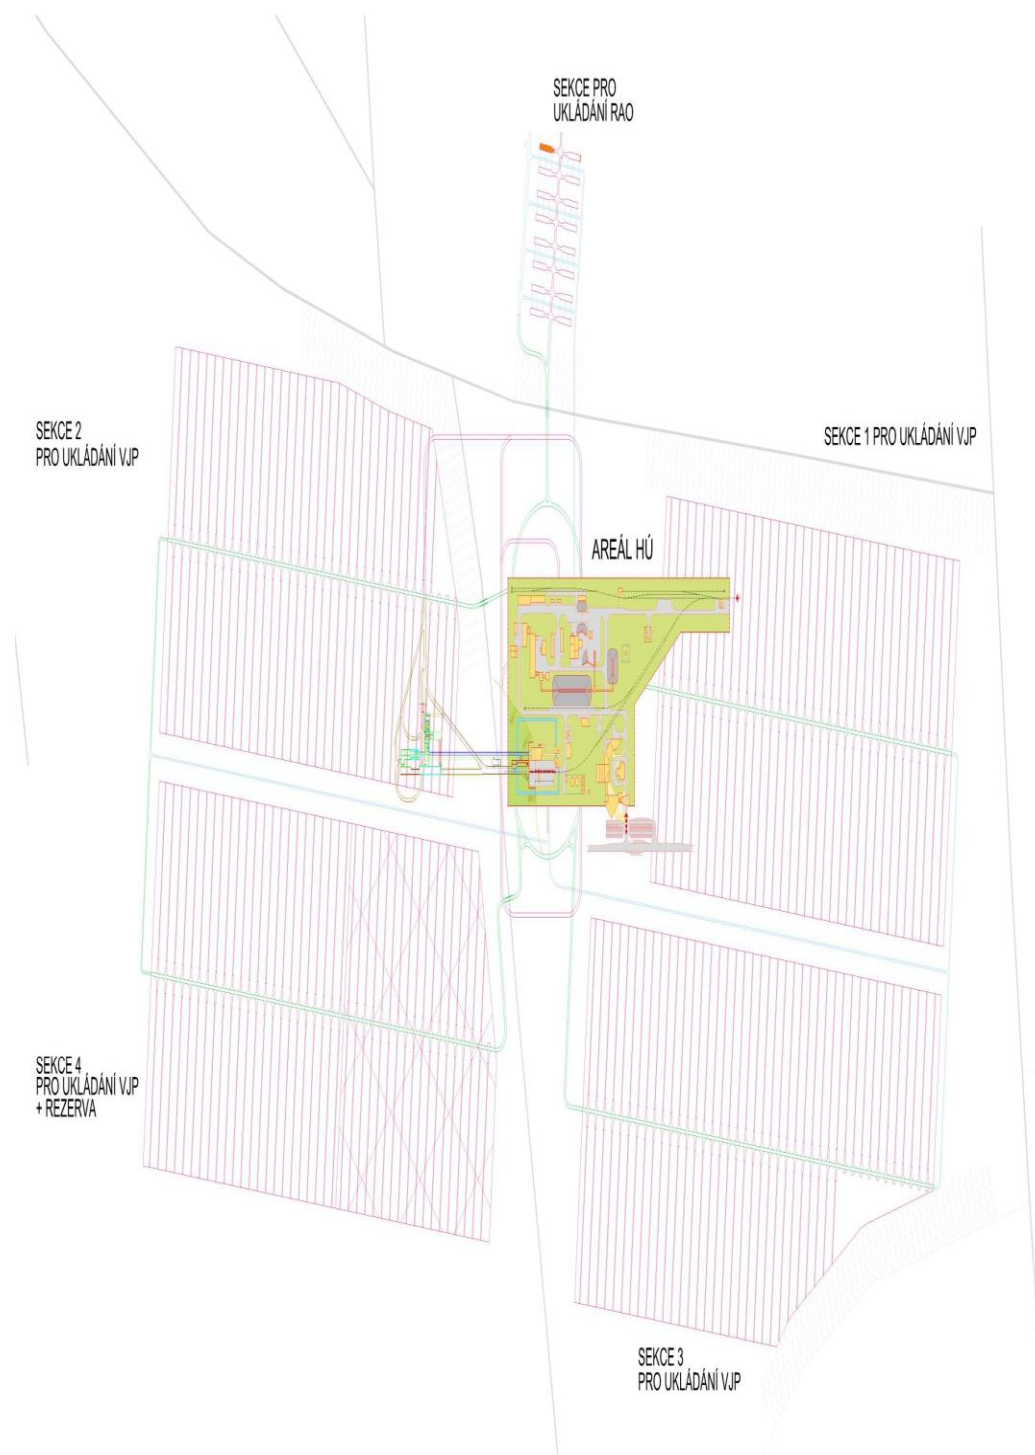 SEKCE PRO
UKLÁDÁNÍ RAO
SEKCE 2
PRO UKLÁDÁNÍ VJP
SEKCE 1 PRO UKLÁDÁNÍ VJP
AREÁL HÚ
SEKCE 4
PRO UKLÁDÁNÍ VJP
+ REZERVA
SEKCE 3
PRO UKLÁDÁNÍ VJP